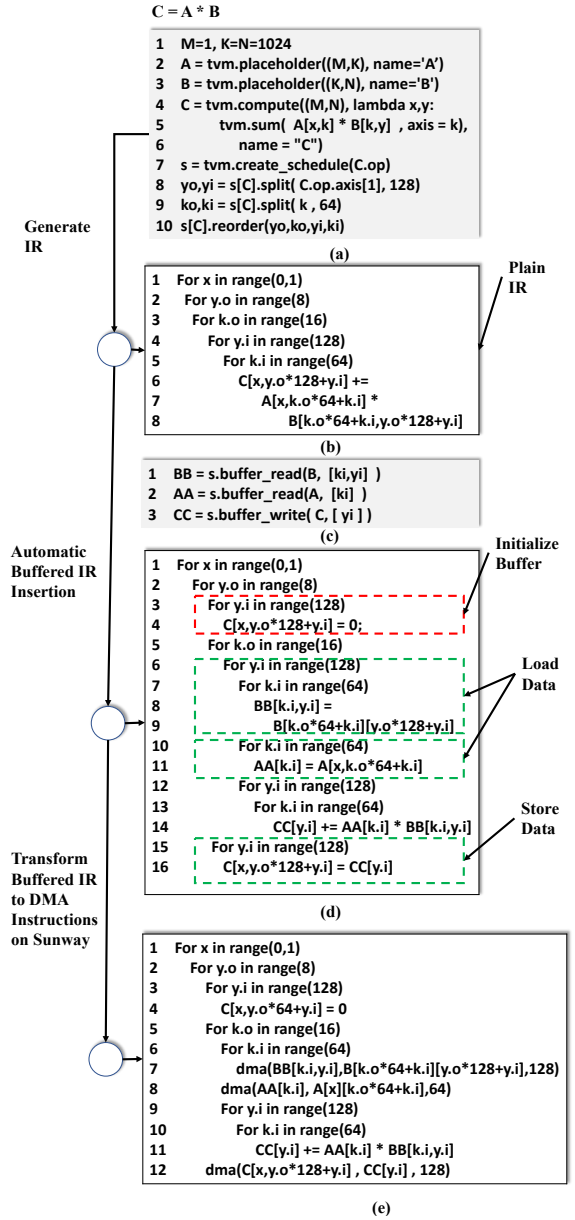 C = A * B
1 M=1, K=N=1024
2 A = tvm.placeholder((M,K), name='A’)
3 B = tvm.placeholder((K,N), name='B')
4 C = tvm.compute((M,N), lambda x,y:
5 tvm.sum( A[x,k] * B[k,y] , axis = k),
6 name = "C")
7 s = tvm.create_schedule(C.op)
8 yo,yi = s[C].split( C.op.axis[1], 128)
9 ko,ki = s[C].split( k , 64)
10 s[C].reorder(yo,ko,yi,ki)
(a)
Generate
IR
Plain
IR
1 For x in range(0,1)
2 For y.o in range(8)
3 For k.o in range(16)
4 For y.i in range(128)
5 For k.i in range(64)
6 C[x,y.o*128+y.i] +=
7 A[x,k.o*64+k.i] *
8 B[k.o*64+k.i,y.o*128+y.i]
(b)
1 BB = s.buffer_read(B, [ki,yi] )
2 AA = s.buffer_read(A, [ki] )
3 CC = s.buffer_write( C, [ yi ] )
(c)
Automatic
Buffered IR
Insertion
Initialize
Buffer
1 For x in range(0,1)
2 For y.o in range(8)
3 For y.i in range(128)
4 C[x,y.o*128+y.i] = 0;
5 For k.o in range(16)
6 For y.i in range(128)
7 For k.i in range(64)
8 BB[k.i,y.i] =
9 B[k.o*64+k.i][y.o*128+y.i]
10 For k.i in range(64)
11 AA[k.i] = A[x,k.o*64+k.i]
12 For y.i in range(128)
13 For k.i in range(64)
14 CC[y.i] += AA[k.i] * BB[k.i,y.i]
15 For y.i in range(128)
16 C[x,y.o*128+y.i] = CC[y.i]
Load
Data
Store
Data
(d)
Transform
Buffered IR
to DMA
Instructions
on Sunway
1 For x in range(0,1)
2 For y.o in range(8)
3 For y.i in range(128)
4 C[x,y.o*64+y.i] = 0
5 For k.o in range(16)
6 For k.i in range(64)
7 dma(BB[k.i,y.i],B[k.o*64+k.i][y.o*128+y.i],128)
8 dma(AA[k.i], A[x][k.o*64+k.i],64)
9 For y.i in range(128)
10 For k.i in range(64)
11 CC[y.i] += AA[k.i] * BB[k.i,y.i]
12 dma(C[x,y.o*128+y.i] , CC[y.i] , 128)
(e)